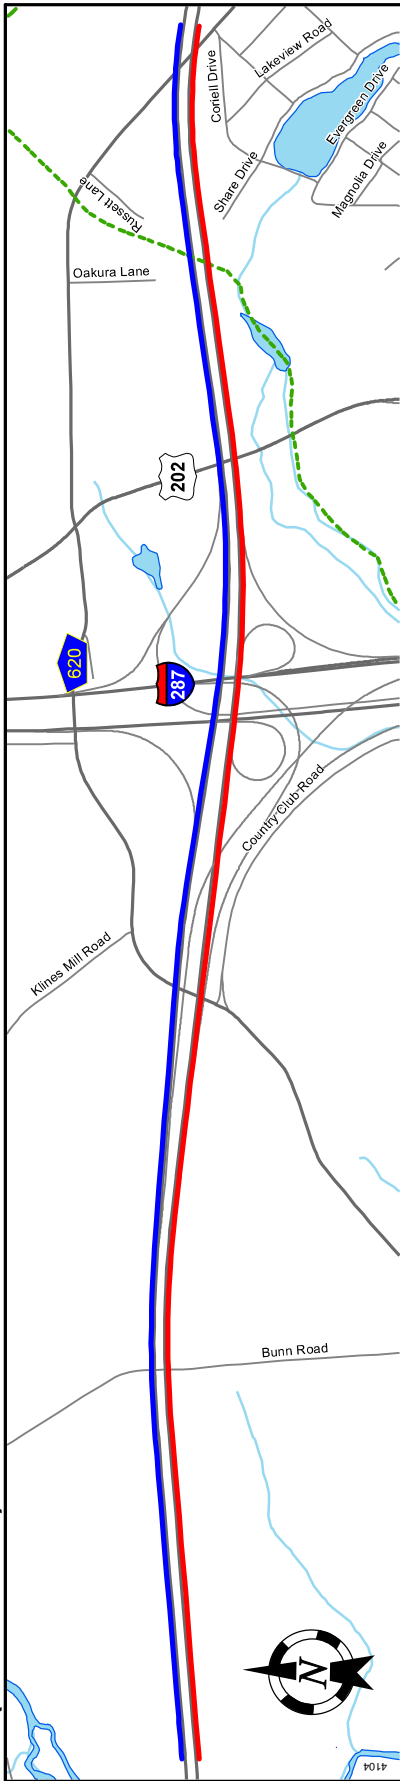 Lakeview Road
Coriell Drive
Evergreen Drive
Share Drive
Magnolia Drive
Russett Lane
Oakura Lane
202
620
287
Country Club Road
Klines Mill Road
Bunn Road
N
4104